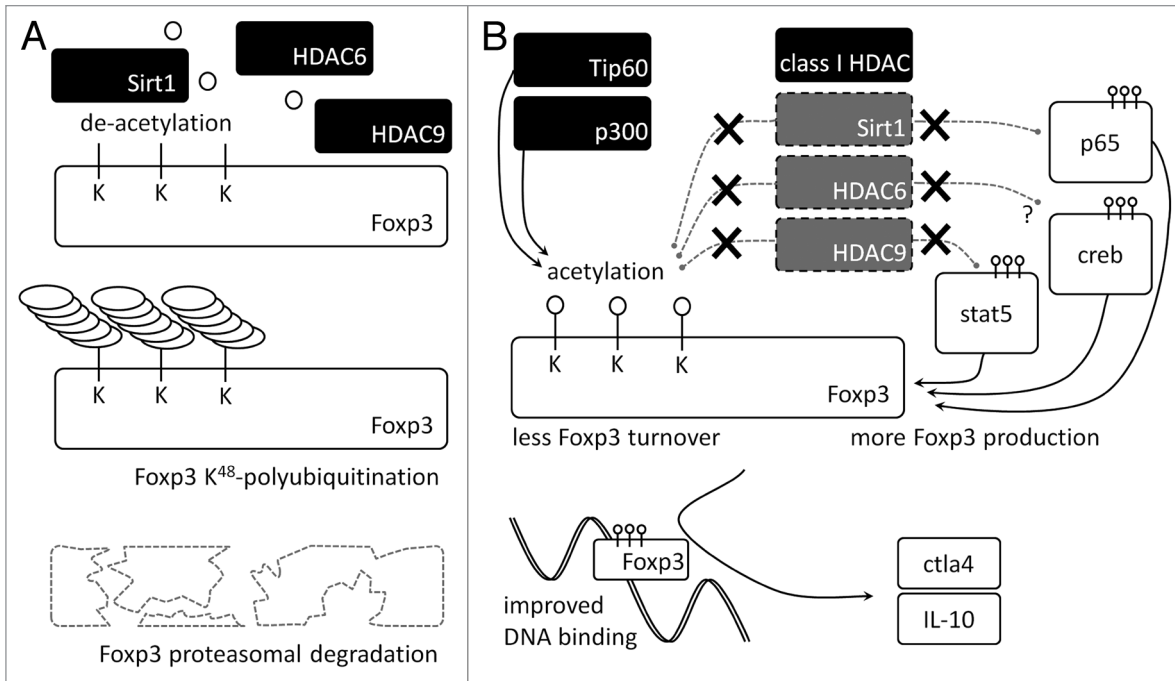 A
Sirt1
HDAC6
HDAC9
de-acetylation
K K K
Foxp3
K K K
Foxp3
Foxp3 K⁴⁸-polyubiquitination
Foxp3 proteasomal degradation
B
Tip60
p300
class I HDAC
Sirt1
HDAC6
HDAC9
p65
?
creb
stat5
acetylation
K K K
Foxp3
less Foxp3 turnover
more Foxp3 production
Foxp3
improved
DNA binding
ctla4
IL-10